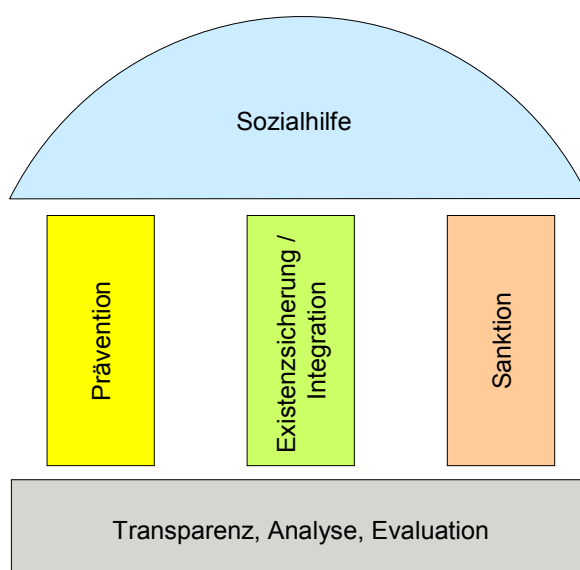 Sozialhilfe
Prävention
Existenzsicherung /
Integration
Sanktion
Transparenz, Analyse, Evaluation